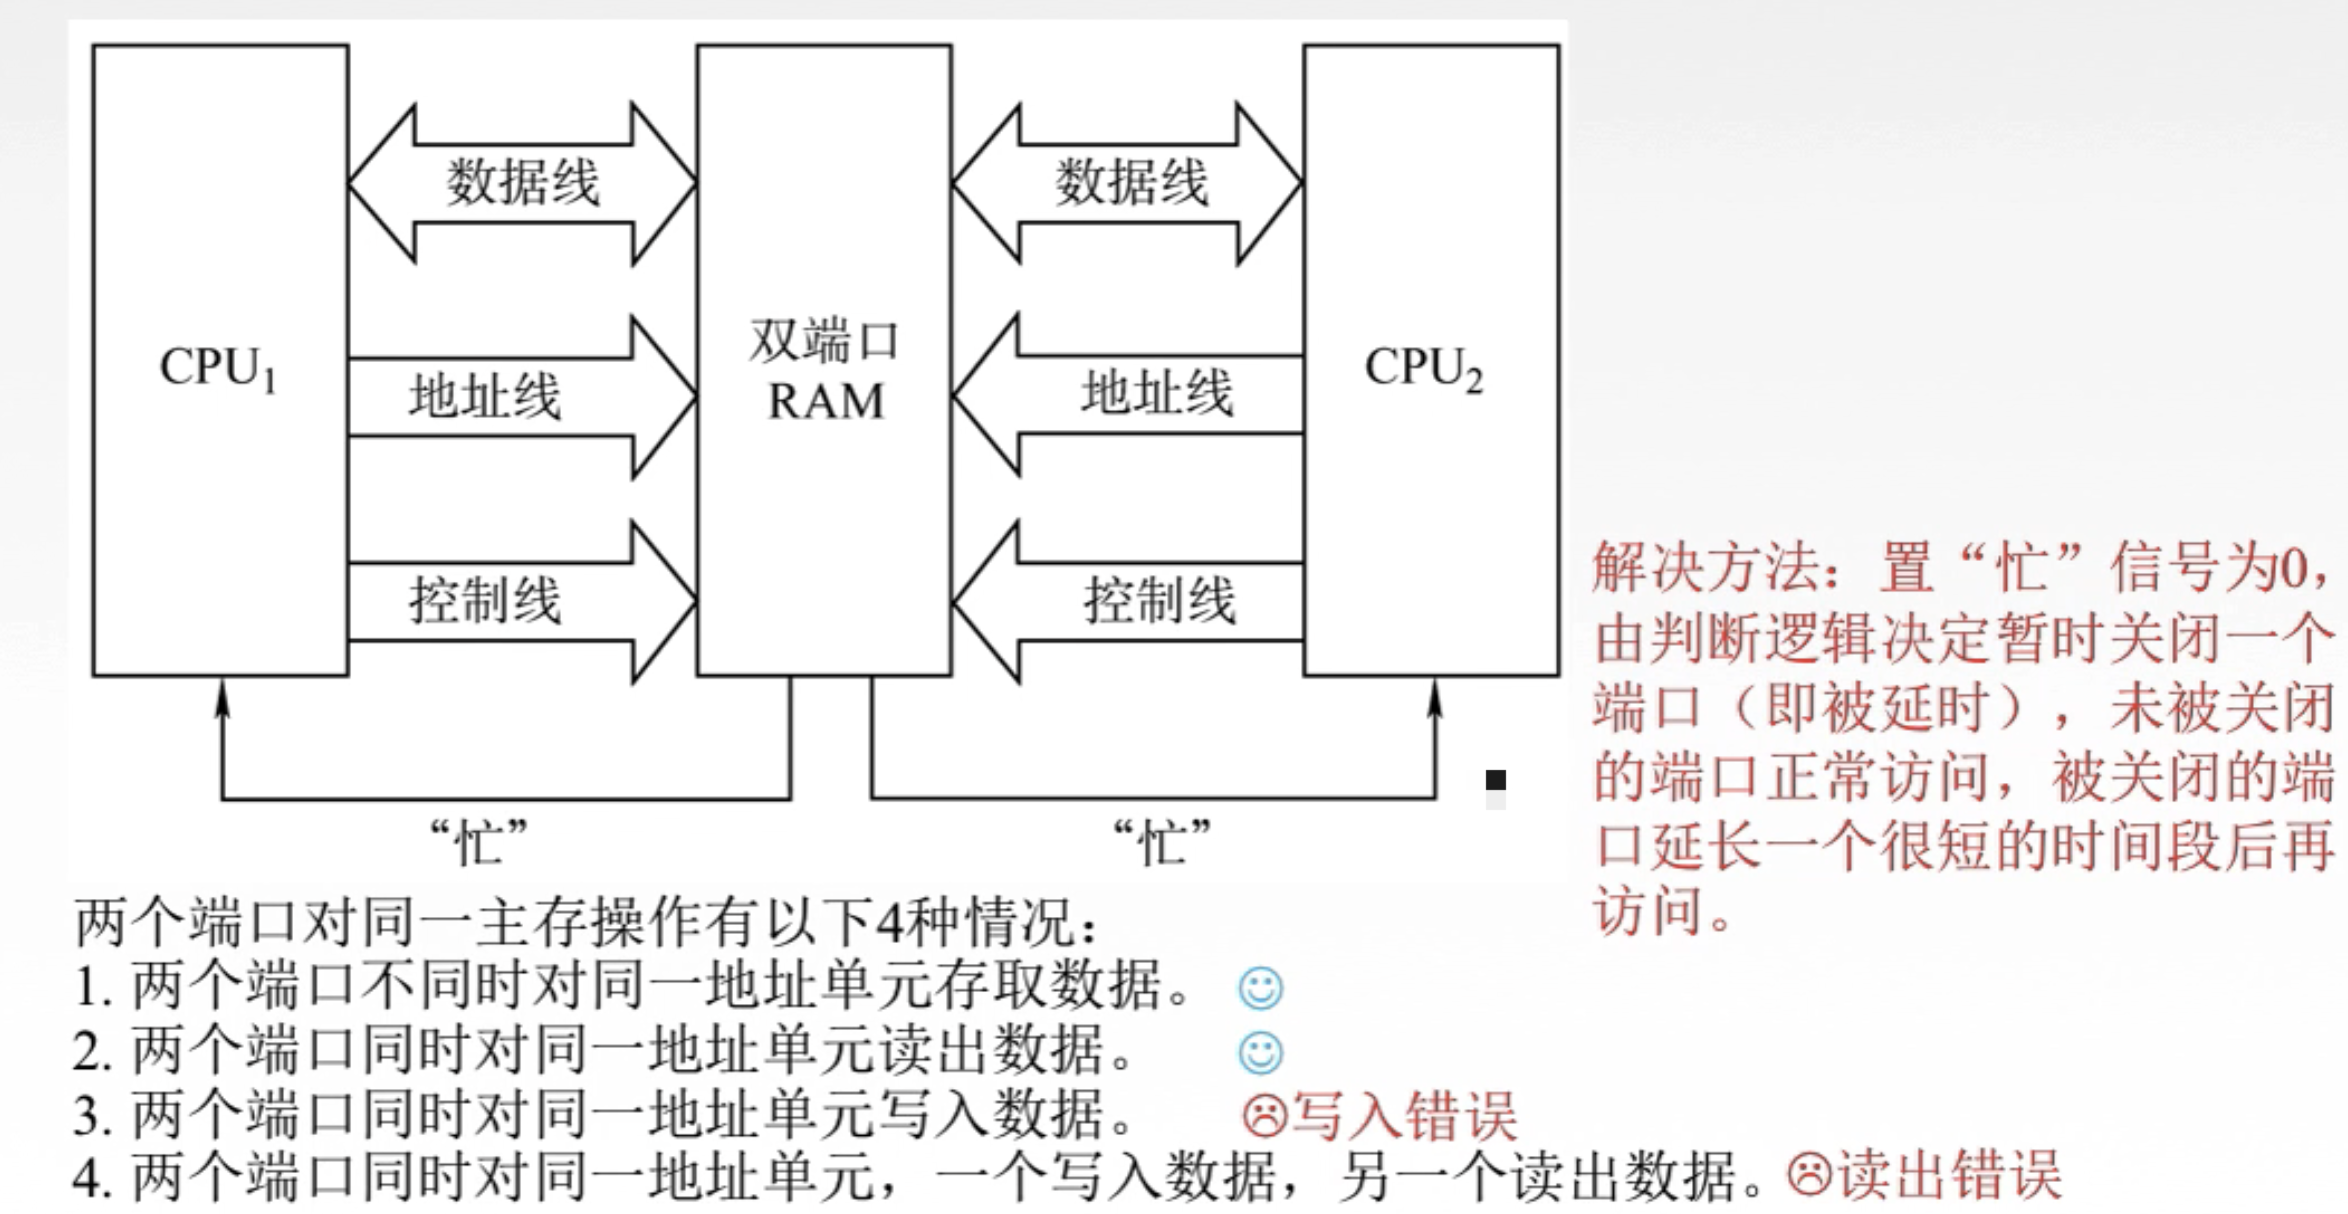 数据线
数据线
CPU₁
双端口
RAM
CPU₂
地址线
地址线
控制线
控制线
“忙”
“忙”
解决方法：置“忙”信号为0，
由判断逻辑决定暂时关闭一个
端口（即被延时），未被关闭
的端口正常访问，被关闭的端
口延长一个很短的时间段后再
访问。
两个端口对同一主存操作有以下4种情况：
1. 两个端口不同时对同一地址单元存取数据。
2. 两个端口同时对同一地址单元读出数据。
3. 两个端口同时对同一地址单元写入数据。 写入错误
4. 两个端口同时对同一地址单元，一个写入数据，另一个读出数据。读出错误